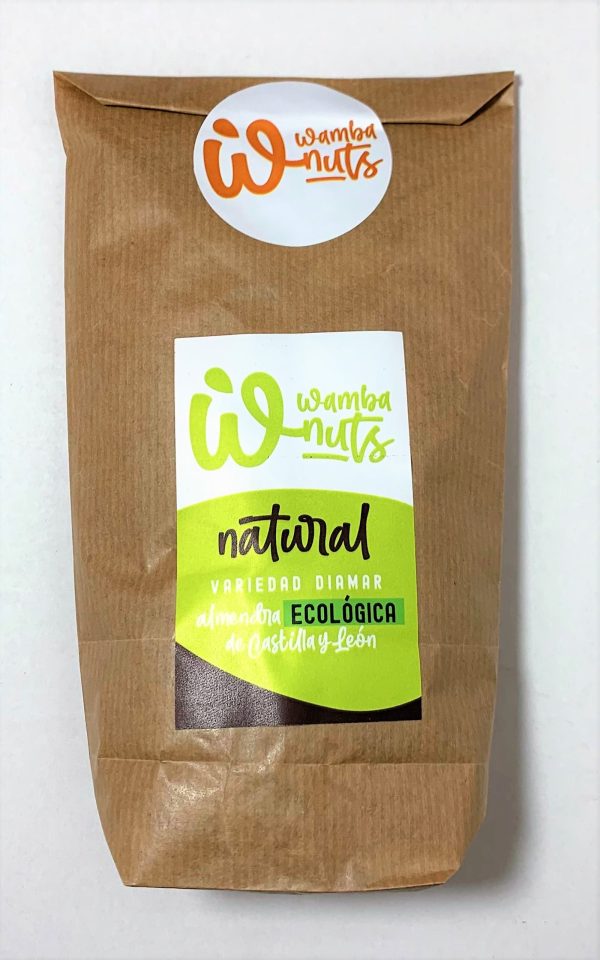 w wamba
nuts
w wamba
nuts
natural
VARIEDAD DIAMAR
almendra ECOLÓGICA
de Castilla y León